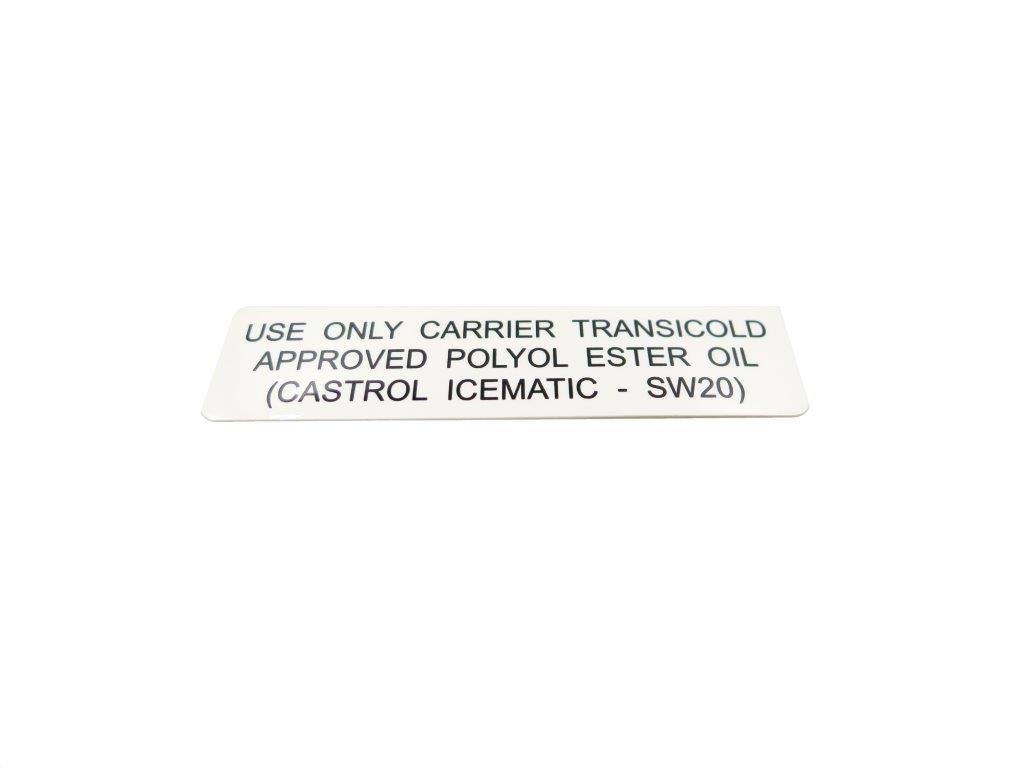 USE ONLY CARRIER TRANSICOLD
APPROVED POLYOL ESTER OIL
(CASTROL ICEMATIC - SW20)